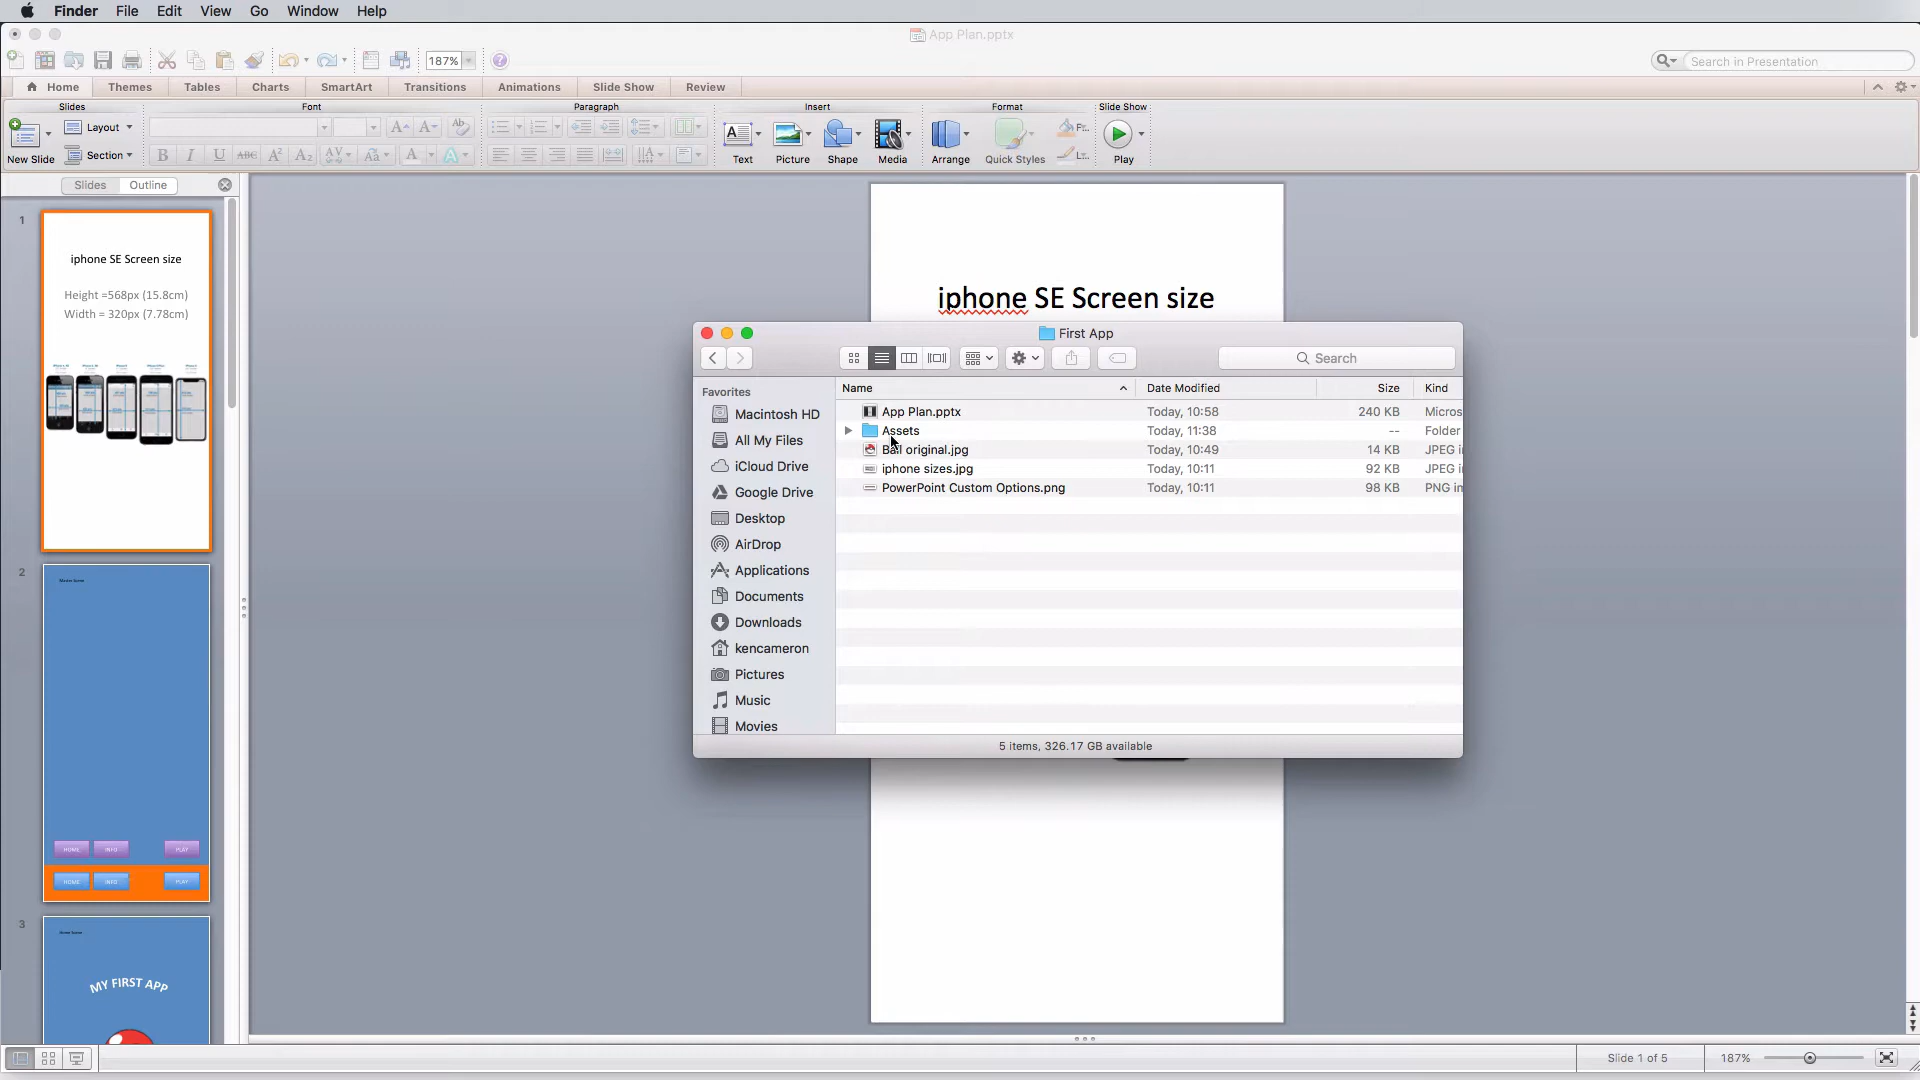 Finder File Edit View Go Window Help
App Plan.pptx
187%
Search in Presentation
Home Themes Tables Charts SmartArt Transitions Animations Slide Show Review
Slides Font Paragraph Insert Format Slide Show
Layout
Section
New Slide
Text Picture Shape Media Arrange Quick Styles Play
Slides Outline
1
iphone SE Screen size
Height =568px (15.8cm)
Width = 320px (7.78cm)
2
HOME INFO PLAY
HOME INFO PLAY
3
MY FIRST APP
iphone SE Screen size
First App
Search
Favorites
Macintosh HD
All My Files
iCloud Drive
Google Drive
Desktop
AirDrop
Applications
Documents
Downloads
kencameron
Pictures
Music
Movies
Name Date Modified Size Kind
App Plan.pptx Today, 10:58 240 KB Micros
Assets Today, 11:38 -- Folder
Ball original.jpg Today, 10:49 14 KB JPEG i
iphone sizes.jpg Today, 10:11 92 KB JPEG i
PowerPoint Custom Options.png Today, 10:11 98 KB PNG im
5 items, 326.17 GB available
Slide 1 of 5
187%